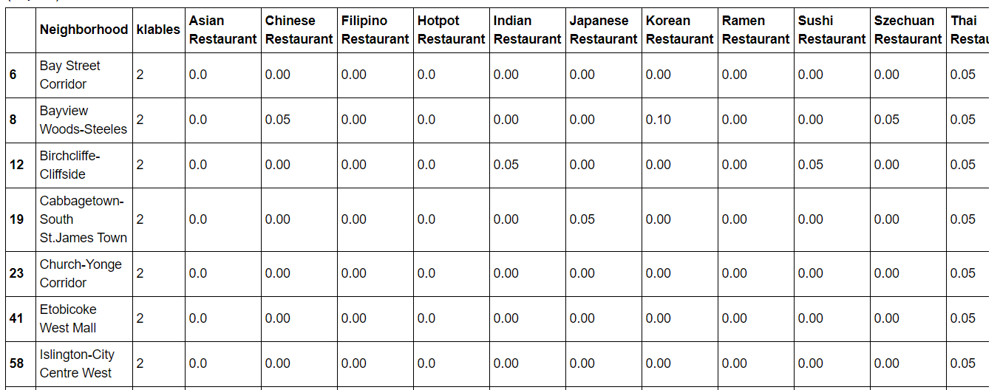 Neighborhood klables Asian Restaurant Chinese Restaurant Filipino Restaurant Hotpot Restaurant Indian Restaurant Japanese Restaurant Korean Restaurant Ramen Restaurant Sushi Restaurant Szechuan Restaurant Thai Restau
6 Bay Street Corridor 2 0.0 0.00 0.00 0.0 0.00 0.00 0.00 0.00 0.00 0.00 0.05
8 Bayview Woods-Steeles 2 0.0 0.05 0.00 0.0 0.00 0.00 0.10 0.00 0.00 0.05 0.05
12 Birchcliffe-Cliffside 2 0.0 0.00 0.00 0.0 0.05 0.00 0.00 0.00 0.05 0.00 0.05
19 Cabbagetown-South St.James Town 2 0.0 0.00 0.00 0.0 0.00 0.05 0.00 0.00 0.00 0.00 0.05
23 Church-Yonge Corridor 2 0.0 0.00 0.00 0.0 0.00 0.00 0.00 0.00 0.00 0.00 0.05
41 Etobicoke West Mall 2 0.0 0.00 0.00 0.0 0.00 0.00 0.00 0.00 0.00 0.00 0.05
58 Islington-City Centre West 2 0.0 0.00 0.00 0.0 0.00 0.00 0.00 0.00 0.00 0.00 0.05